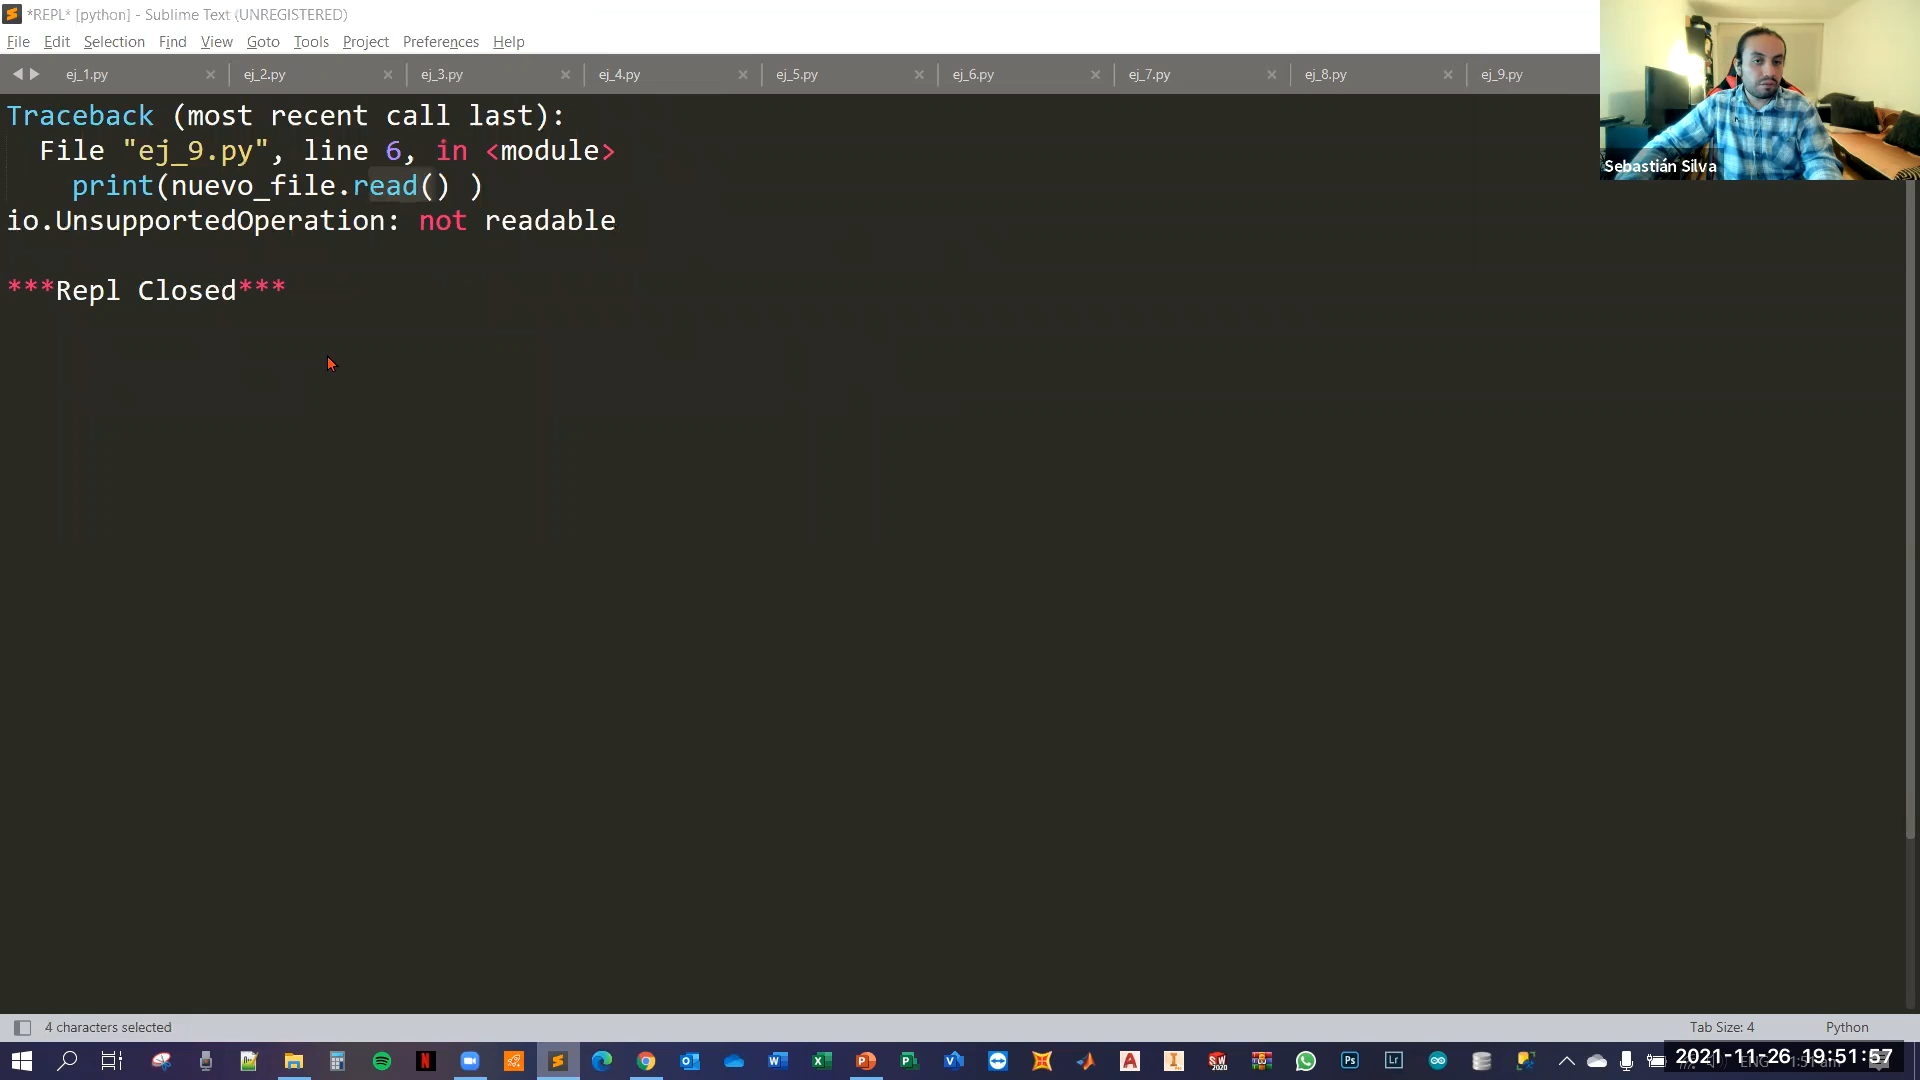 *REPL* [python] - Sublime Text (UNREGISTERED)
File Edit Selection Find View Goto Tools Project Preferences Help
ej_1.py × ej_2.py × ej_3.py × ej_4.py × ej_5.py × ej_6.py × ej_7.py × ej_8.py × ej_9.py
Traceback (most recent call last):
File "ej_9.py", line 6, in <module>
print(nuevo_file.read() )
io.UnsupportedOperation: not readable
***Repl Closed***
Sebastián Silva
4 characters selected
Tab Size: 4
Python
2021-11-26 19:51:57